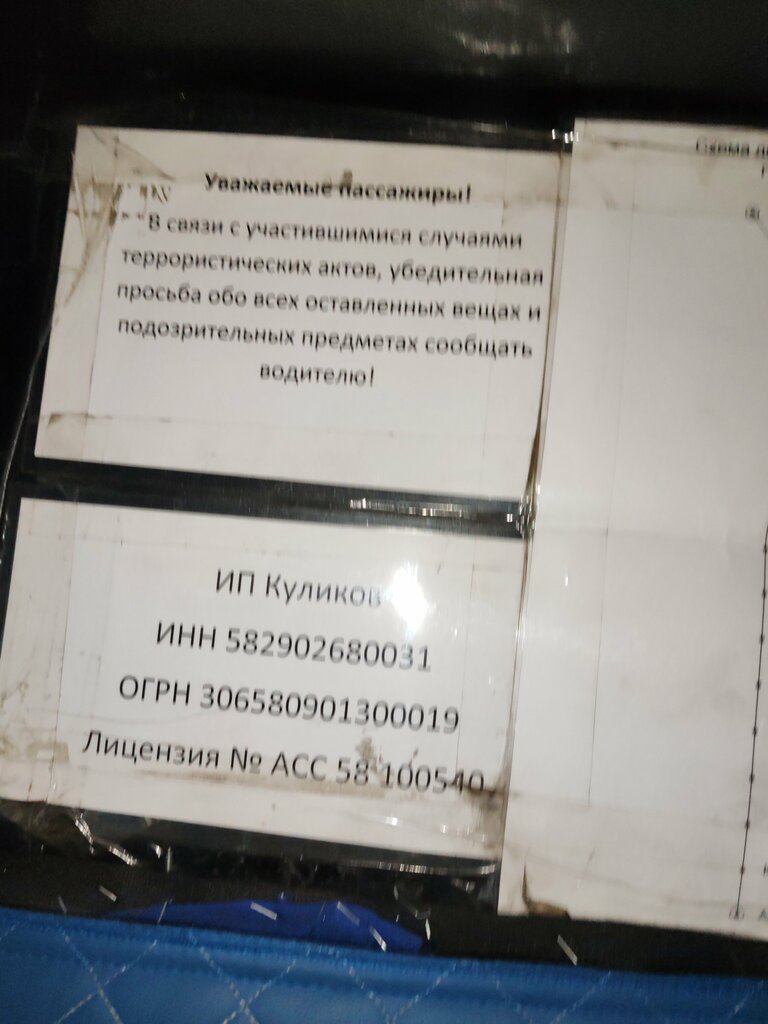 Уважаемые пассажиры!
В связи с участившимися случаями
террористических актов, убедительная
просьба обо всех оставленных вещах и
подозрительных предметах сообщать
водителю!
ИП Куликов
ИНН 582902680031
ОГРН 306580901300019
Лицензия № АСС 58 100540
Схема